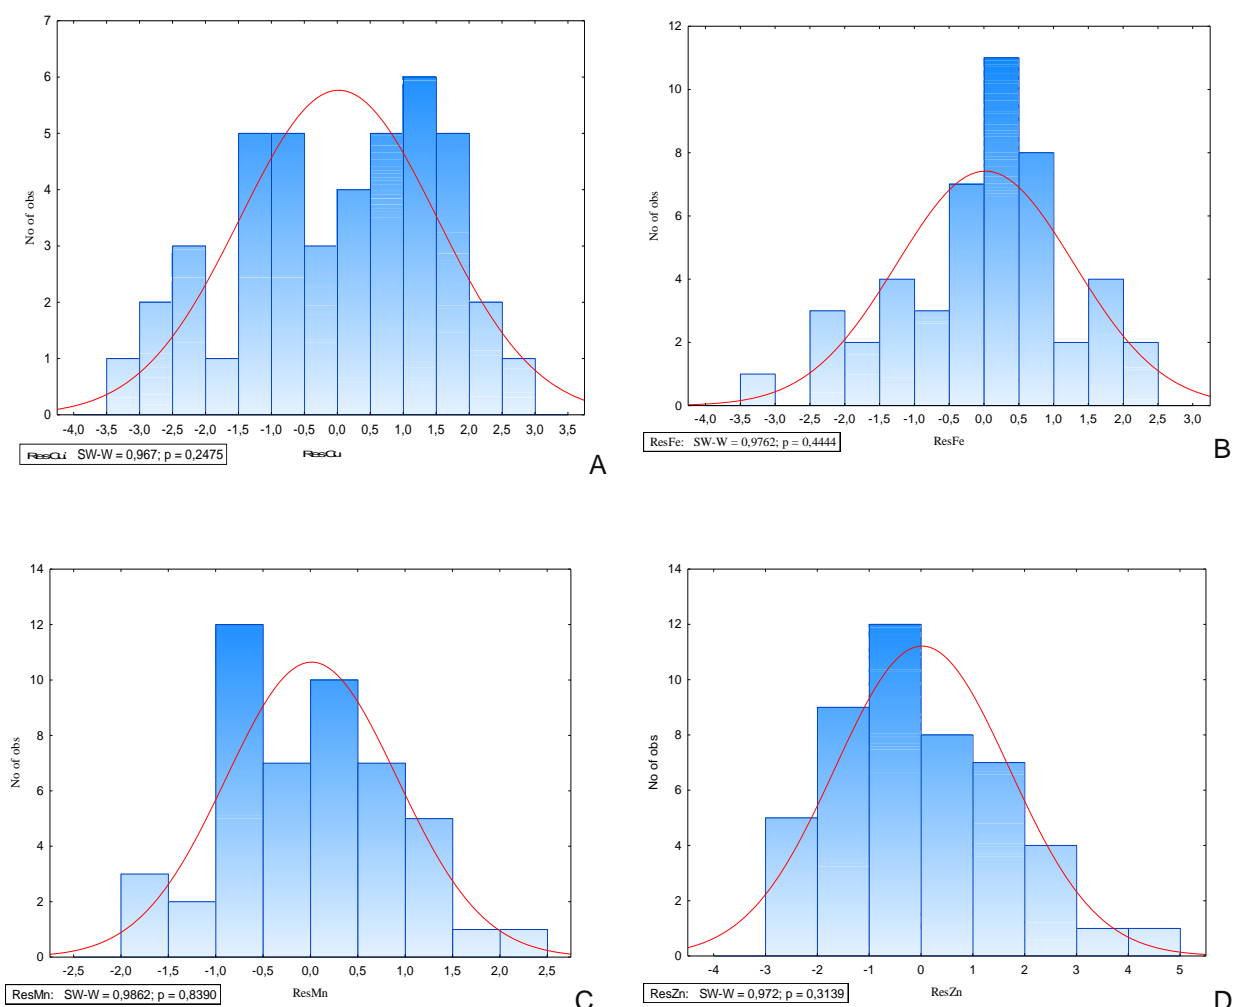 7
6
5
4
3
2
1
0
No of obs
-4,0 -3,5 -3,0 -2,5 -2,0 -1,5 -1,0 -0,5 0,0 0,5 1,0 1,5 2,0 2,5 3,0 3,5
ResCu: SW-W = 0,967; p = 0,2475
ResCu
A
12
10
8
6
4
2
0
No of obs
-4,0 -3,5 -3,0 -2,5 -2,0 -1,5 -1,0 -0,5 0,0 0,5 1,0 1,5 2,0 2,5 3,0
ResFe: SW-W = 0,9762; p = 0,4444
ResFe
B
14
12
10
8
6
4
2
0
No of obs
-2,5 -2,0 -1,5 -1,0 -0,5 0,0 0,5 1,0 1,5 2,0 2,5
ResMn: SW-W = 0,9862; p = 0,8390
ResMn
C
14
12
10
8
6
4
2
0
No of obs
-4 -3 -2 -1 0 1 2 3 4 5
ResZn: SW-W = 0,972; p = 0,3139
ResZn
D